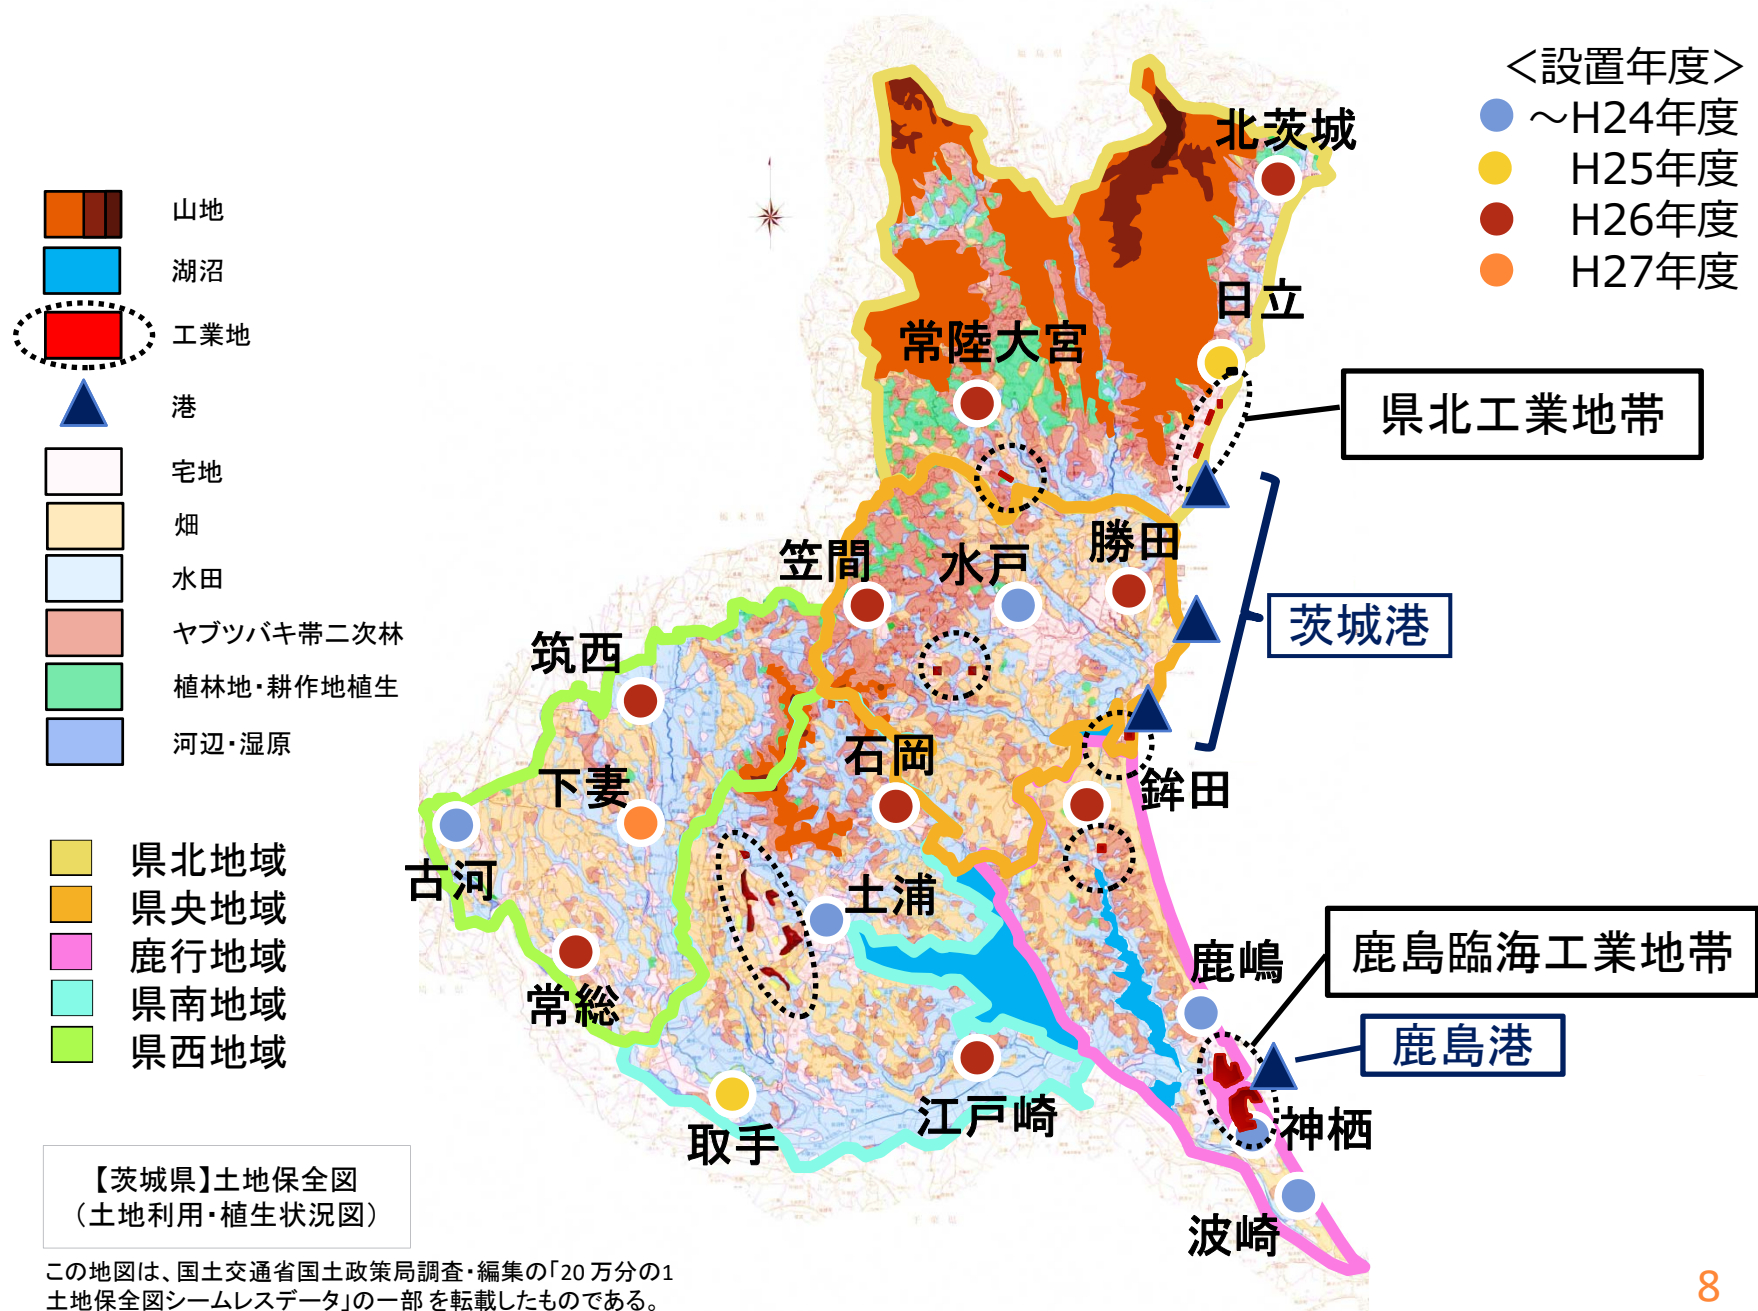 ＜設置年度＞
～H24年度
H25年度
H26年度
H27年度
山地
湖沼
工業地
港
宅地
畑
水田
ヤブツバキ帯二次林
植林地・耕作地植生
河辺・湿原
県北地域
県央地域
鹿行地域
県南地域
県西地域
北茨城
日立
常陸大宮
県北工業地帯
勝田
水戸
笠間
茨城港
筑西
石岡
下妻
鉾田
古河
土浦
鹿嶋
鹿島臨海工業地帯
常総
鹿島港
江戸崎
神栖
取手
波崎
【茨城県】土地保全図
（土地利用・植生状況図）
この地図は、国土交通省国土政策局調査・編集の「20 万分の1
土地保全図シームレスデータ」の一部 を転載したものである。
8